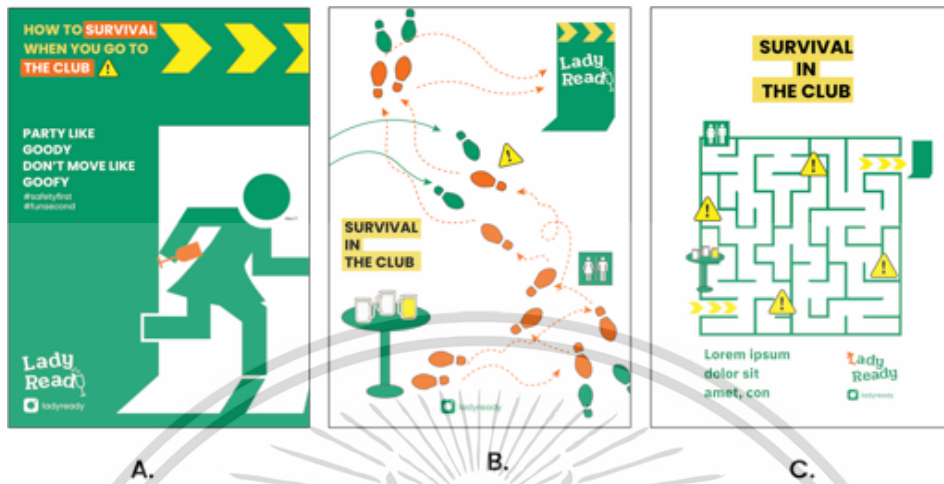 HOW TO SURVIVAL
WHEN YOU GO TO
THE CLUB
PARTY LIKE
GOODY
DON'T MOVE LIKE
GOOFY
#safetyfirst
#funsecond
Lady
Ready
ladyready
A.
Lady
Ready
SURVIVAL
IN
THE CLUB
ladyready
B.
SURVIVAL
IN
THE CLUB
Lorem ipsum
dolor sit
amet, con
Lady
Ready
ladyready
C.